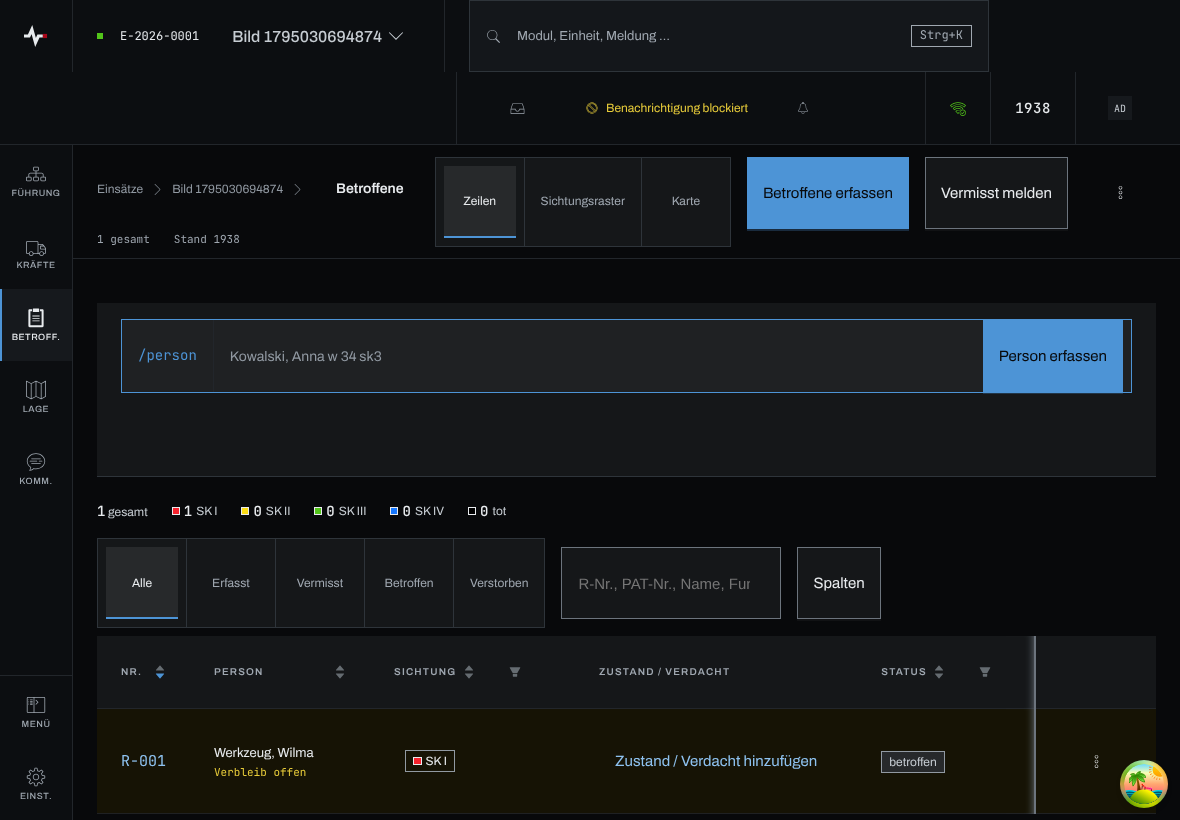 E-2026-0001
Bild 1795030694874
Modul, Einheit, Meldung ...
Strg+K
Benachrichtigung blockiert
1938
AD
FÜHRUNG
KRÄFTE
BETROFF.
LAGE
KOMM.
MENÜ
EINST.
Einsätze
Bild 1795030694874
Betroffene
1 gesamt
Stand 1938
Zeilen
Sichtungsraster
Karte
Betroffene erfassen
Vermisst melden
/person
Kowalski, Anna w 34 sk3
Person erfassen
1 gesamt
1 SK I
0 SK II
0 SK III
0 SK IV
0 tot
Alle
Erfasst
Vermisst
Betroffen
Verstorben
R-Nr., PAT-Nr., Name, Fur
Spalten
NR.
PERSON
SICHTUNG
ZUSTAND / VERDACHT
STATUS
R-001
Werkzeug, Wilma
Verbleib offen
SK I
Zustand / Verdacht hinzufügen
betroffen